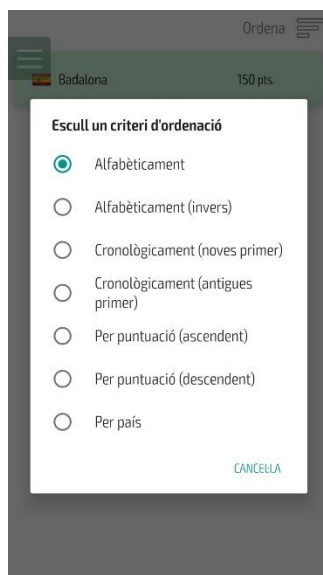 Ordena
Badalona 150 pts.
Escull un criteri d'ordenació
Alfabèticament
Alfabèticament (invers)
Cronològicament (noves primer)
Cronològicament (antigues
primer)
Per puntuació (ascendent)
Per puntuació (descendent)
Per país
CANCEL·LA